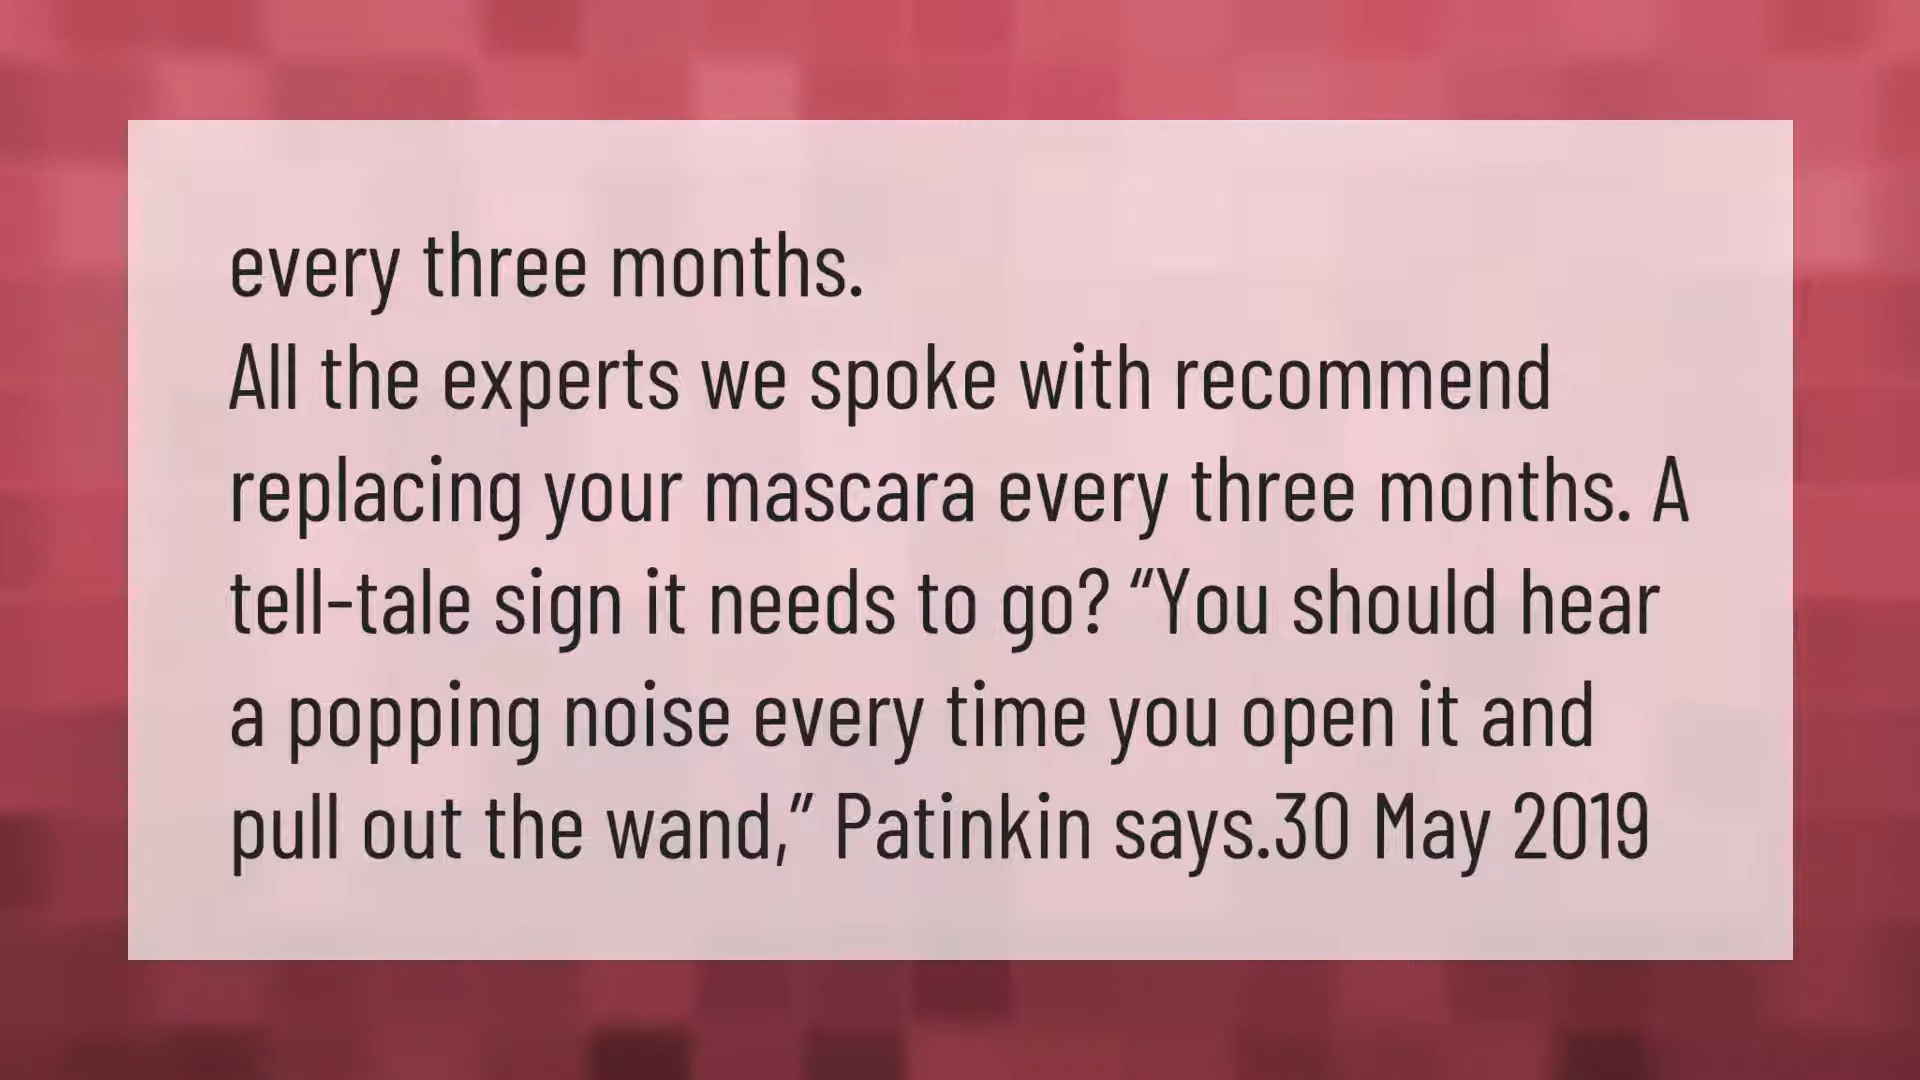 every three months.
All the experts we spoke with recommend
replacing your mascara every three months. A
tell-tale sign it needs to go? “You should hear
a popping noise every time you open it and
pull out the wand,” Patinkin says.30 May 2019